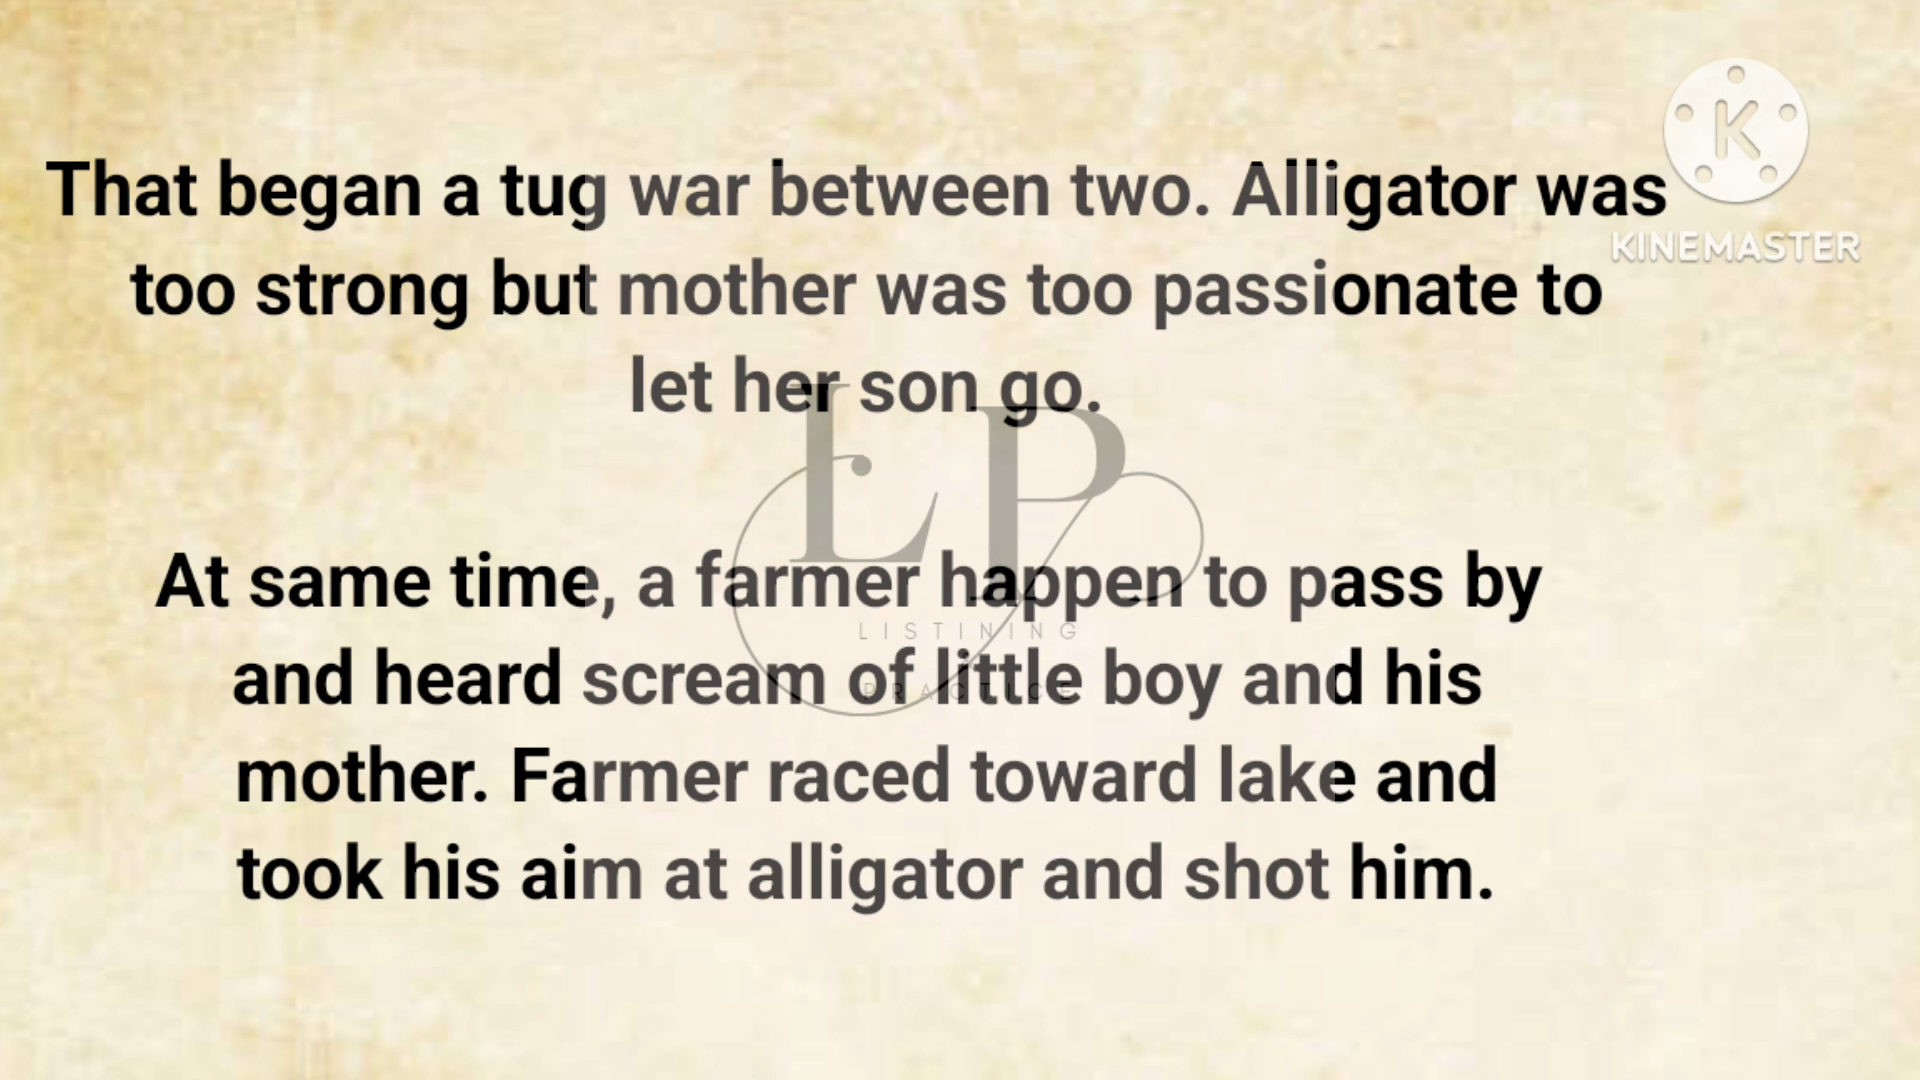 That began a tug war between two. Alligator was
too strong but mother was too passionate to
let her son go.
At same time, a farmer happen to pass by
and heard scream of little boy and his
mother. Farmer raced toward lake and
took his aim at alligator and shot him.
K
KINEMASTER
LP
LISTINING
PRACTICE